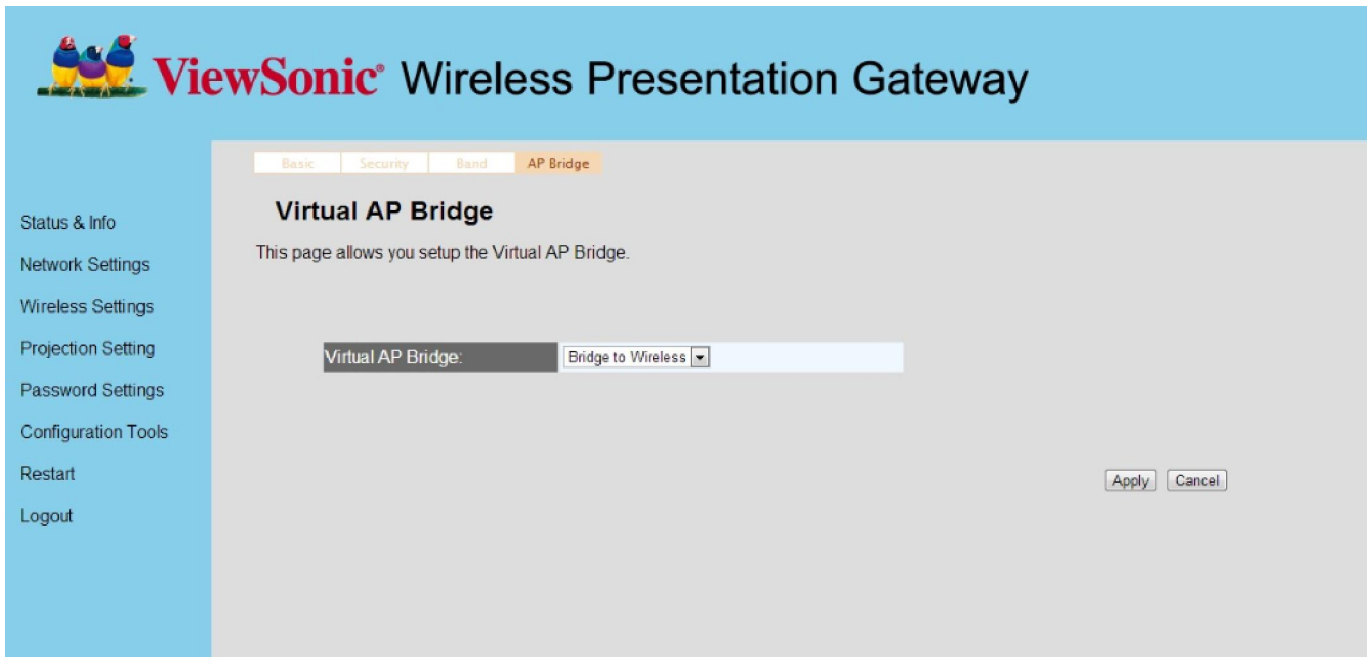 ViewSonic® Wireless Presentation Gateway
Basic Security Band AP Bridge
Virtual AP Bridge
This page allows you setup the Virtual AP Bridge.
Status & Info
Network Settings
Wireless Settings
Projection Setting
Password Settings
Configuration Tools
Restart
Logout
Virtual AP Bridge: Bridge to Wireless
Apply Cancel